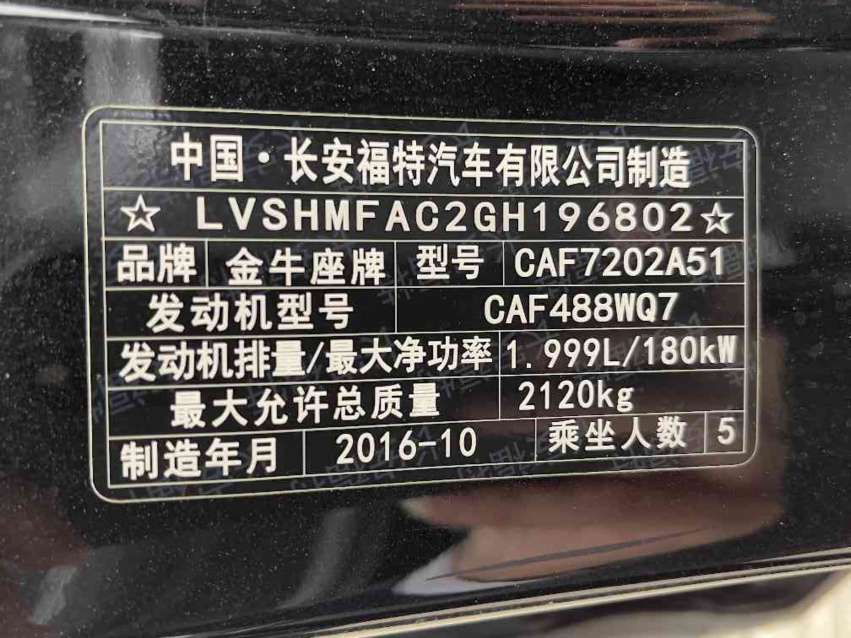 中国·长安福特汽车有限公司制造
☆ LVSHMFAC2GH196802 ☆
品牌 金牛座牌 型号 CAF7202A51
发动机型号 CAF488WQ7
发动机排量/最大净功率 1.999L/180kW
最大允许总质量 2120kg
制造年月 2016-10 乘坐人数 5